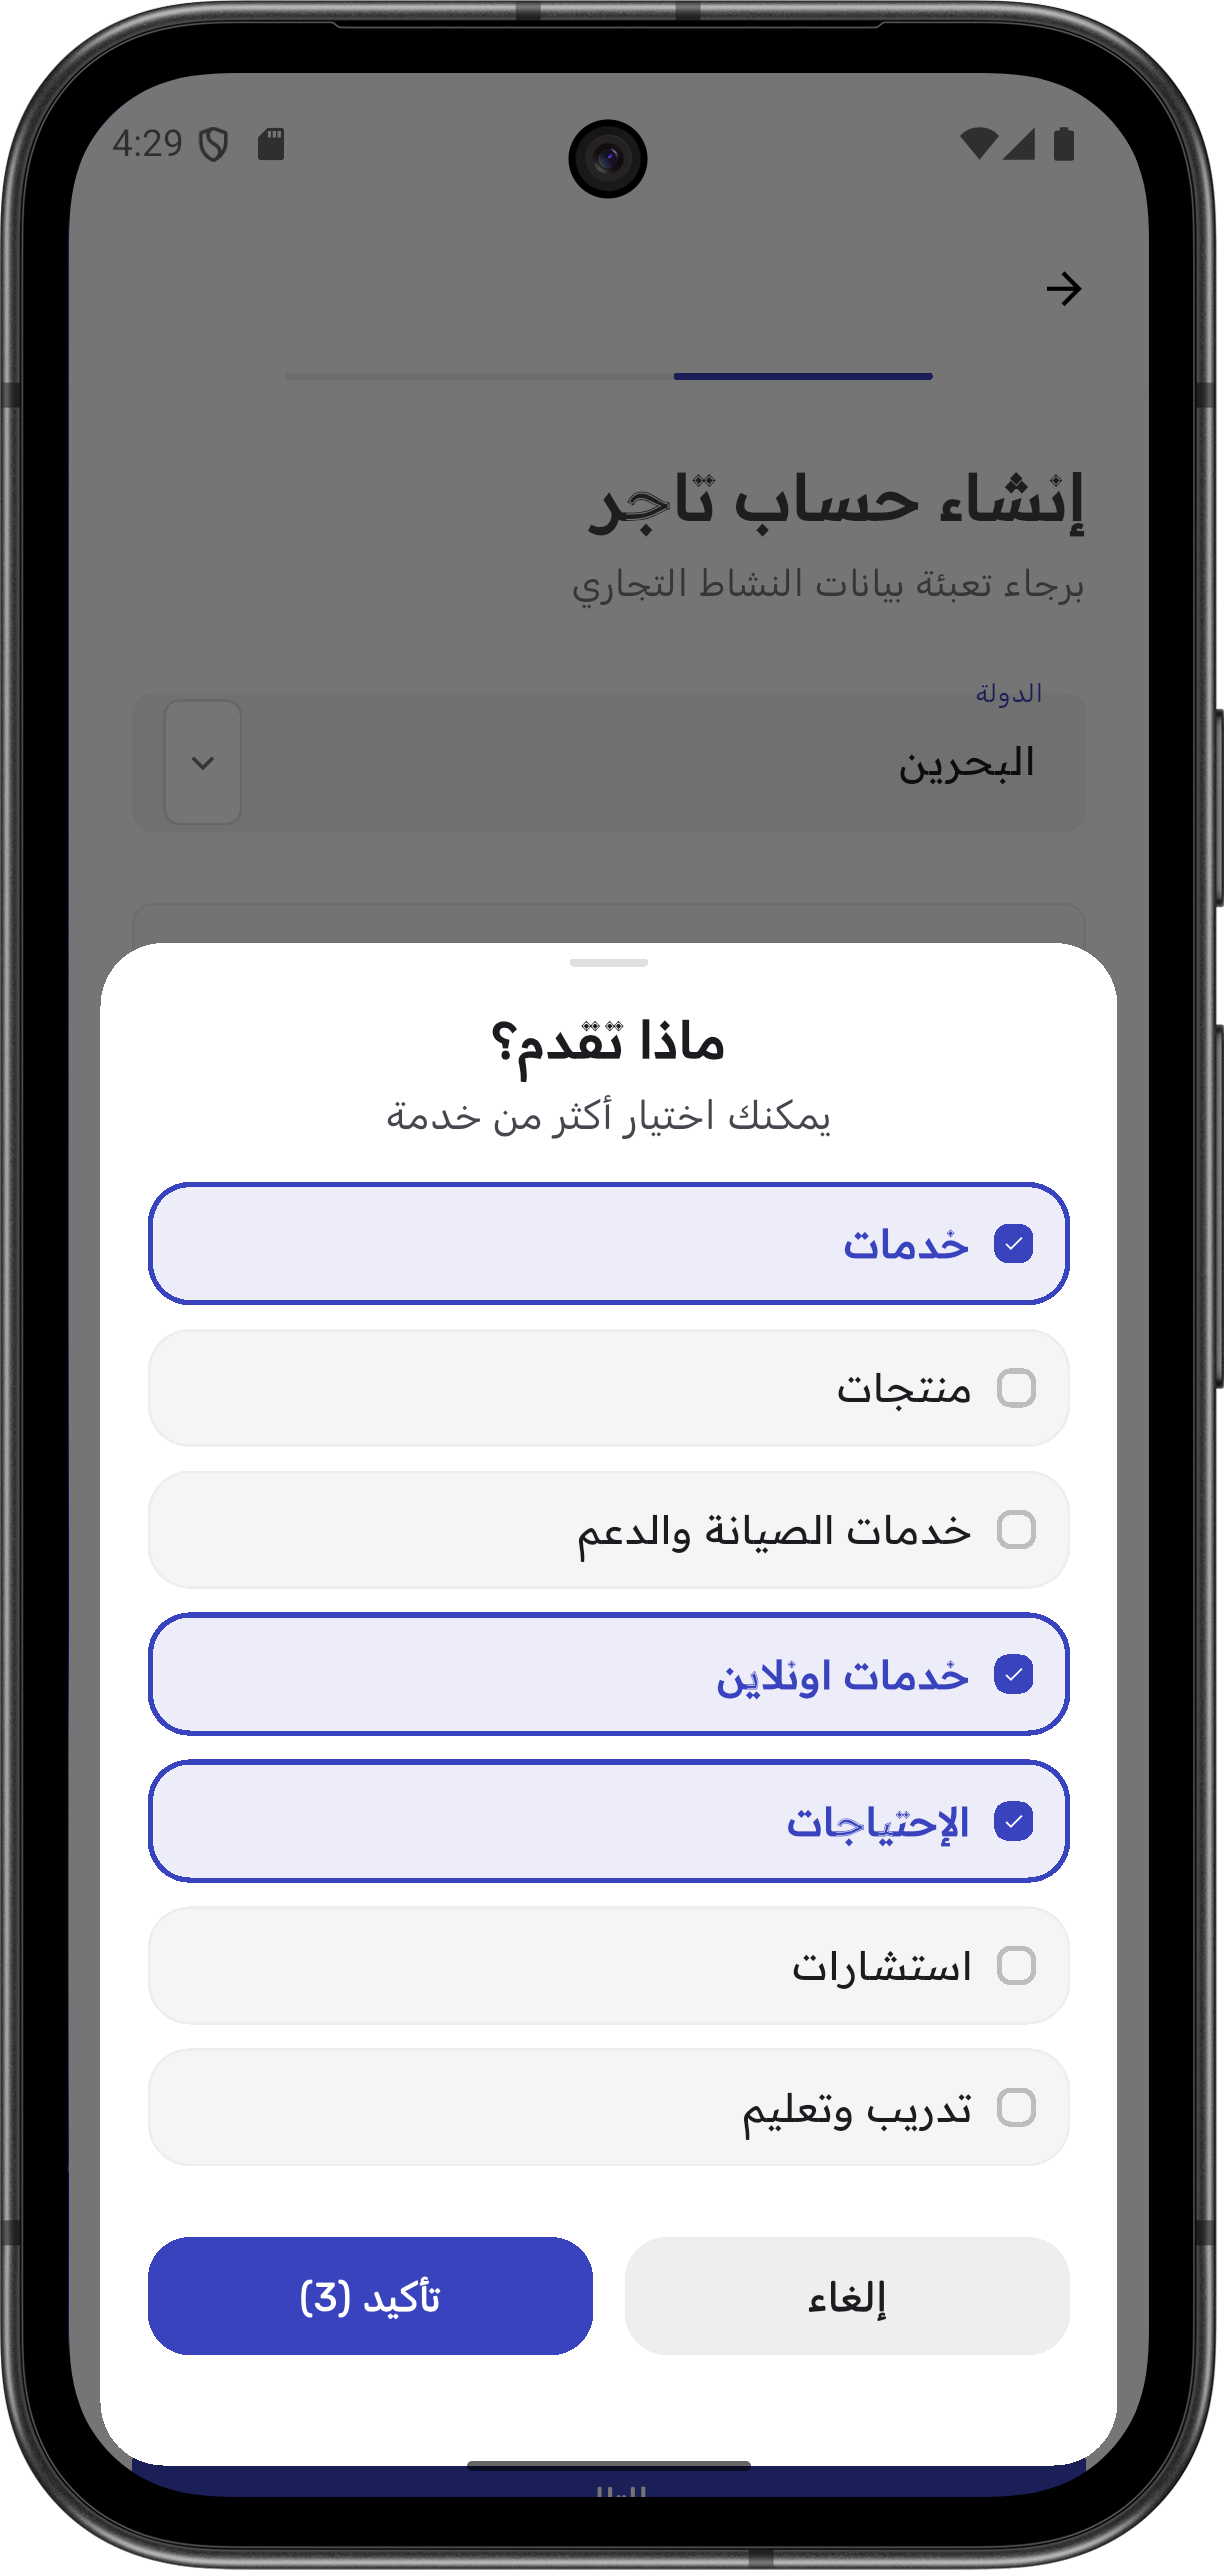 4:29
إنشاء حساب تاجر
برجاء تعبئة بيانات النشاط التجاري
الدولة
البحرين
ماذا تقدم؟
يمكنك اختيار أكثر من خدمة
خدمات
منتجات
خدمات الصيانة والدعم
خدمات اونلاين
الإحتياجات
استشارات
تدريب وتعليم
إلغاء
تأكيد (3)